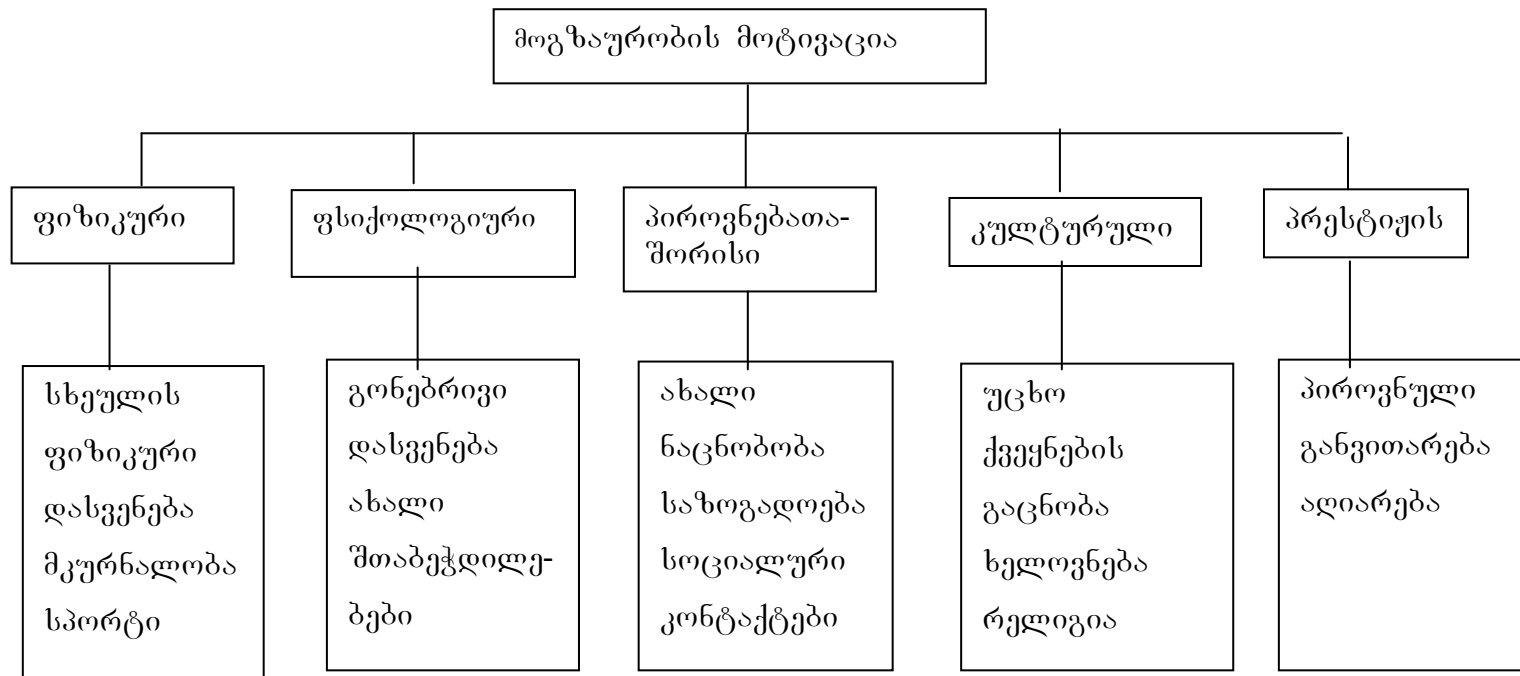 მოგზაურობის მოტივაცია
ფიზიკური
ფსიქოლოგიური
პიროვნებათა-
შორისი
კულტურული
პრესტიჟის
სხეულის
ფიზიკური
დასვენება
მკურნალობა
სპორტი
გონებრივი
დასვენება
ახალი
შთაბეჭდილე-
ბები
ახალი
ნაცნობობა
საზოგადოება
სოციალური
კონტაქტები
უცხო
ქვეყნების
გაცნობა
ხელოვნება
რელიგია
პიროვნული
განვითარება
აღიარება